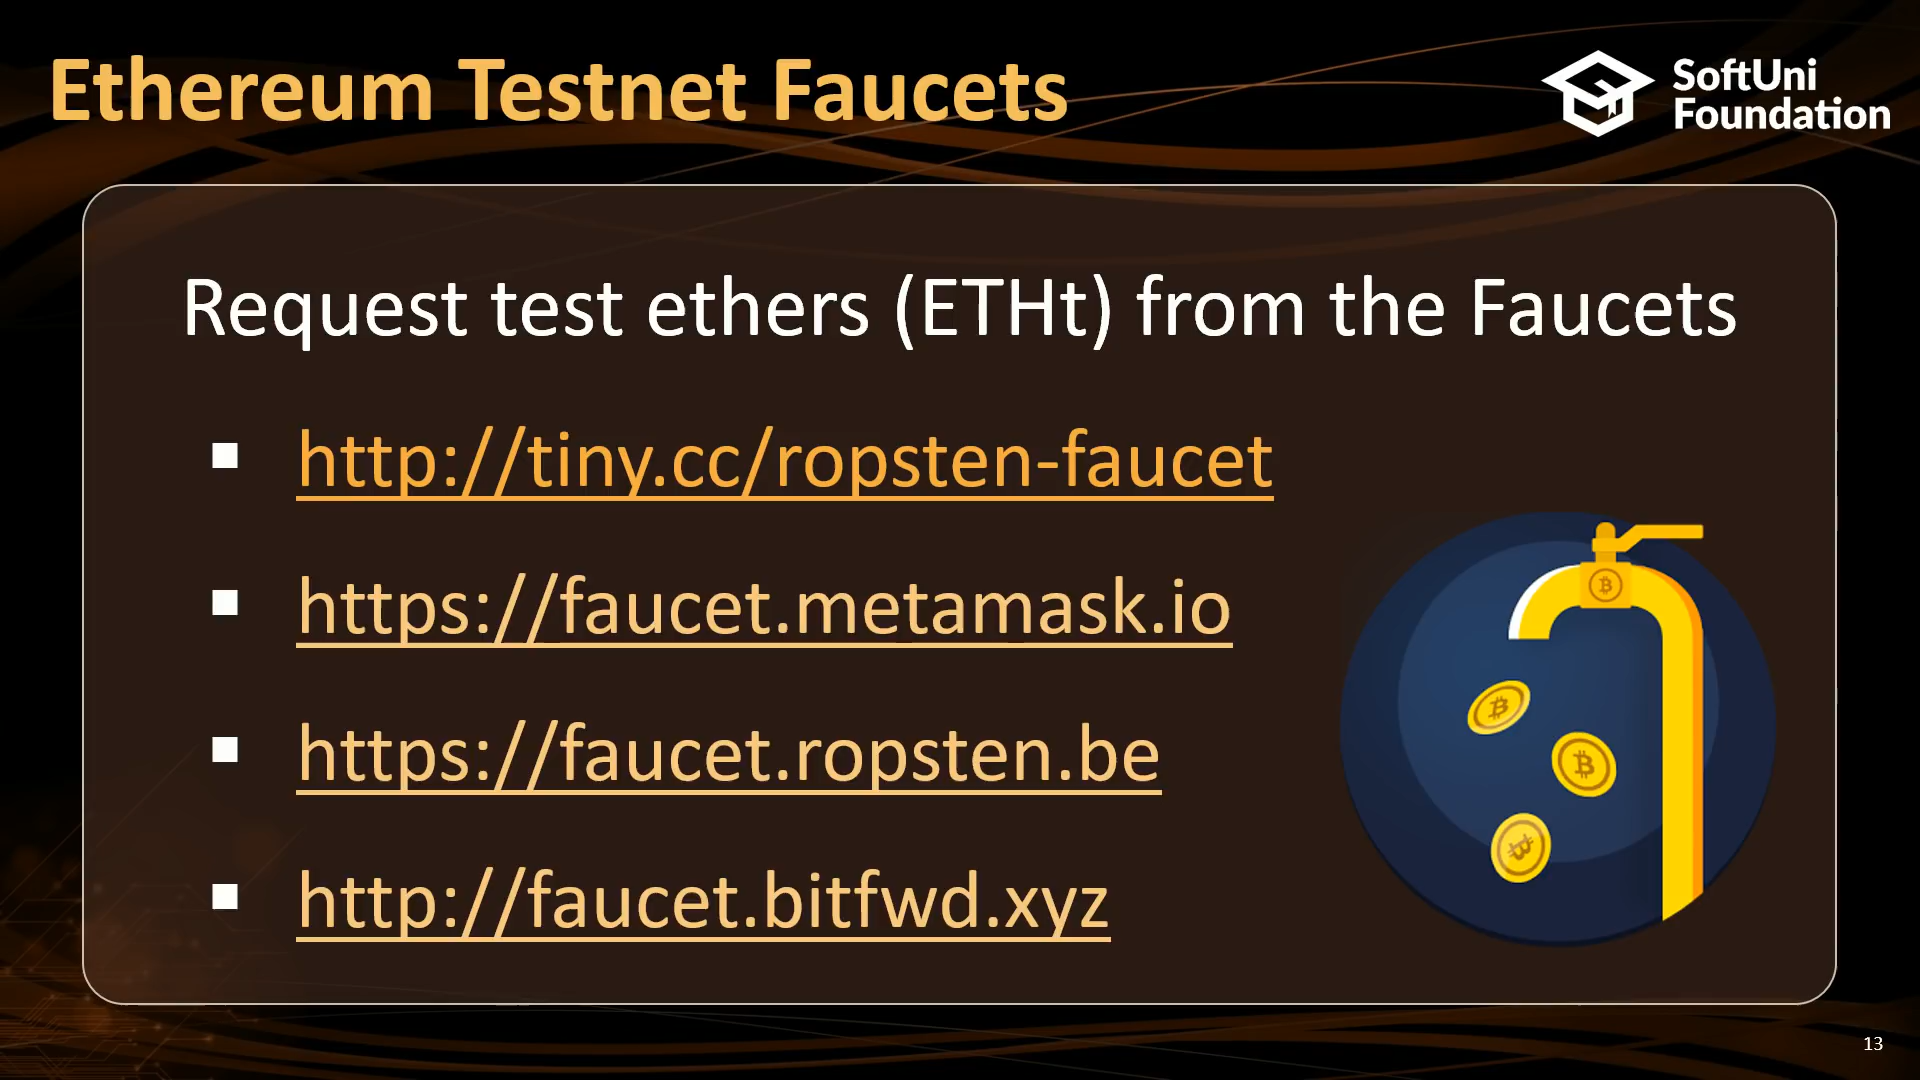 Ethereum Testnet Faucets
SoftUni
Foundation
Request test ethers (ETHt) from the Faucets
▪ http://tiny.cc/ropsten-faucet
▪ https://faucet.metamask.io
▪ https://faucet.ropsten.be
▪ http://faucet.bitfwd.xyz
13